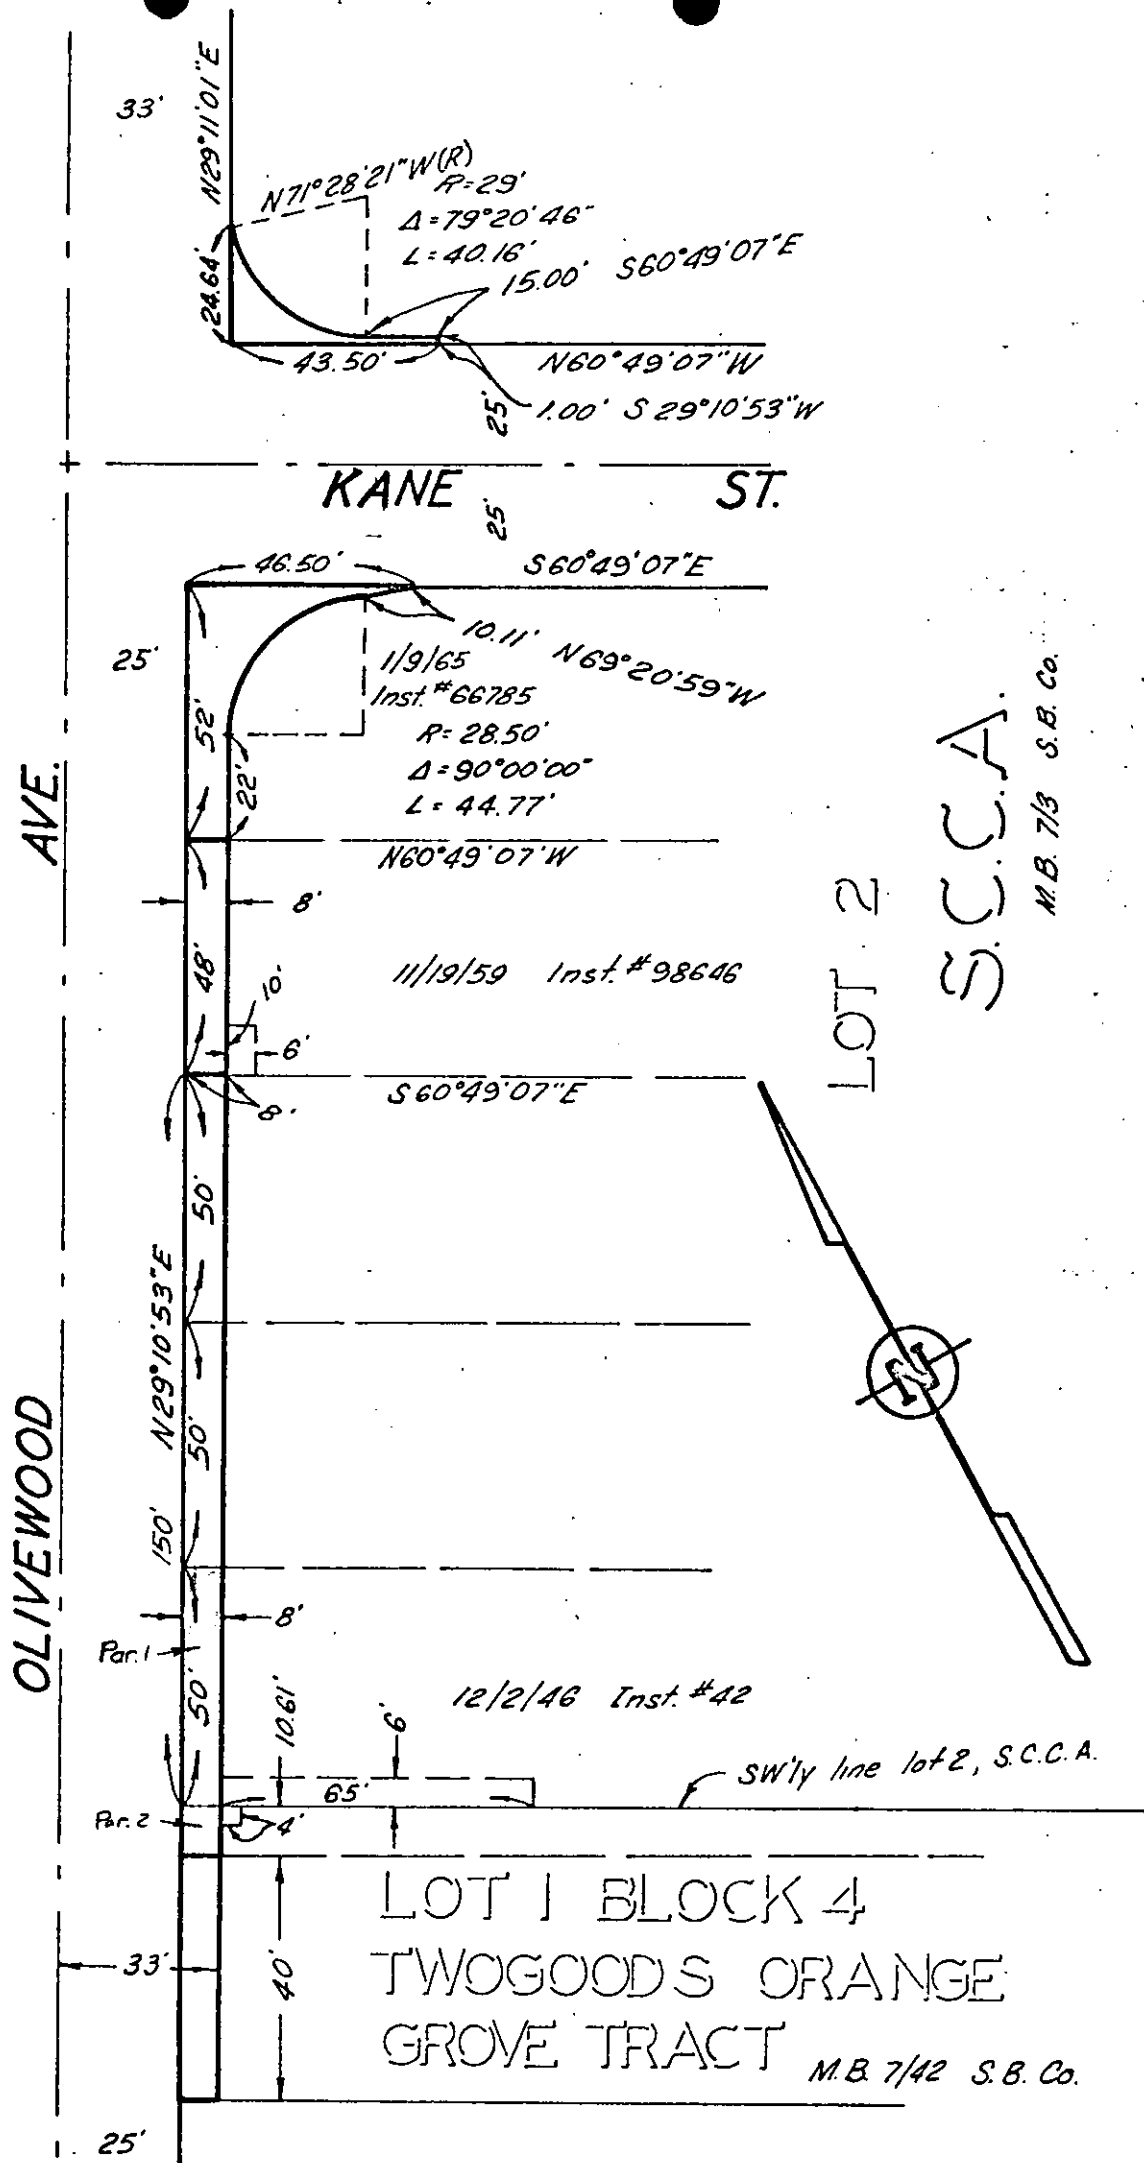 33'
N29°11'01"E
N71°28'21"W(R)
R=29'
Δ=79°20'46"
L=40.16'
24.64'
15.00' S60°49'07"E
43.50'
N60°49'07"W
25'
1.00' S29°10'53"W
KANE ST.
25'
46.50'
S60°49'07"E
10.11' N69°20'59"W
25'
1/9/65
Inst. #66785
52'
R=28.50'
Δ=90°00'00"
L=44.77'
22'
N60°49'07"W
8'
48'
11/19/59 Inst. #98646
10'
6'
S60°49'07"E
8'
LOT 2
S.C.C.A.
M.B. 7/3 S.B. Co.
50'
N29°10'53"E
150'
50'
N
OLIVEWOOD AVE.
8'
Par. 1
50'
12/2/46 Inst. #42
10.61'
6'
65'
SW'ly line lot 2, S.C.C.A.
Par. 2
4'
LOT 1 BLOCK 4
33'
40'
TWOGOODS ORANGE
GROVE TRACT
M.B. 7/42 S.B. Co.
25'